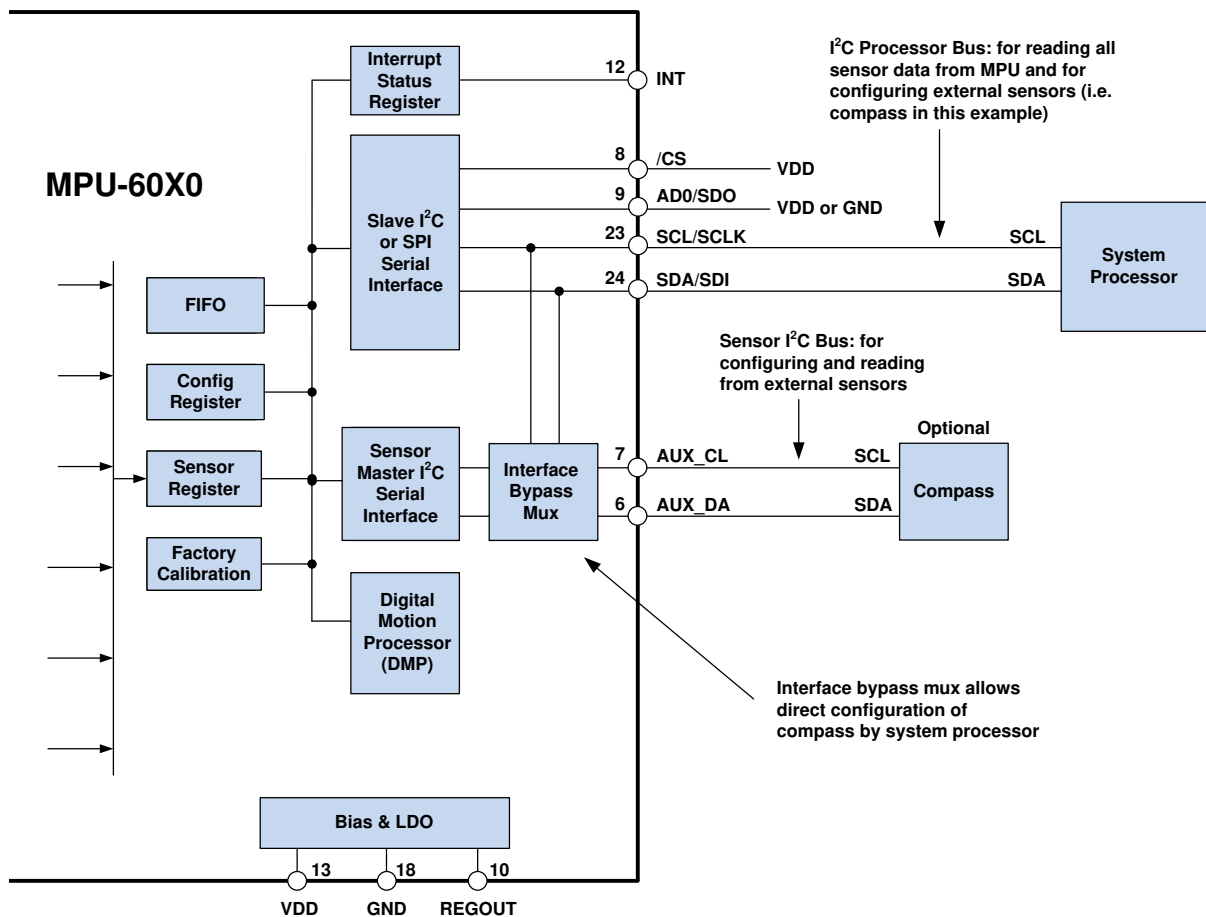 MPU-60X0
Interrupt
Status
Register
12
INT
I²C Processor Bus: for reading all
sensor data from MPU and for
configuring external sensors (i.e.
compass in this example)
Slave I²C
or SPI
Serial
Interface
8
/CS
VDD
9
AD0/SDO
VDD or GND
23
SCL/SCLK
SCL
24
SDA/SDI
SDA
System
Processor
FIFO
Config
Register
Sensor
Register
Factory
Calibration
Sensor I²C Bus: for
configuring and reading
from external sensors
Sensor
Master I²C
Serial
Interface
Interface
Bypass
Mux
7
AUX_CL
SCL
6
AUX_DA
SDA
Optional
Compass
Digital
Motion
Processor
(DMP)
Interface bypass mux allows
direct configuration of
compass by system processor
Bias & LDO
13
18
10
VDD
GND
REGOUT